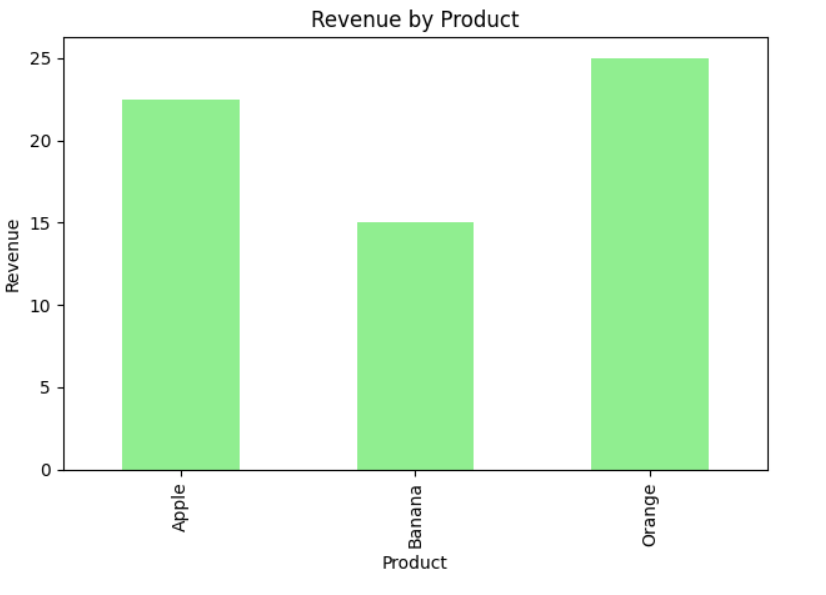 Revenue by Product
Revenue
25
20
15
10
5
0
Apple
Banana
Orange
Product